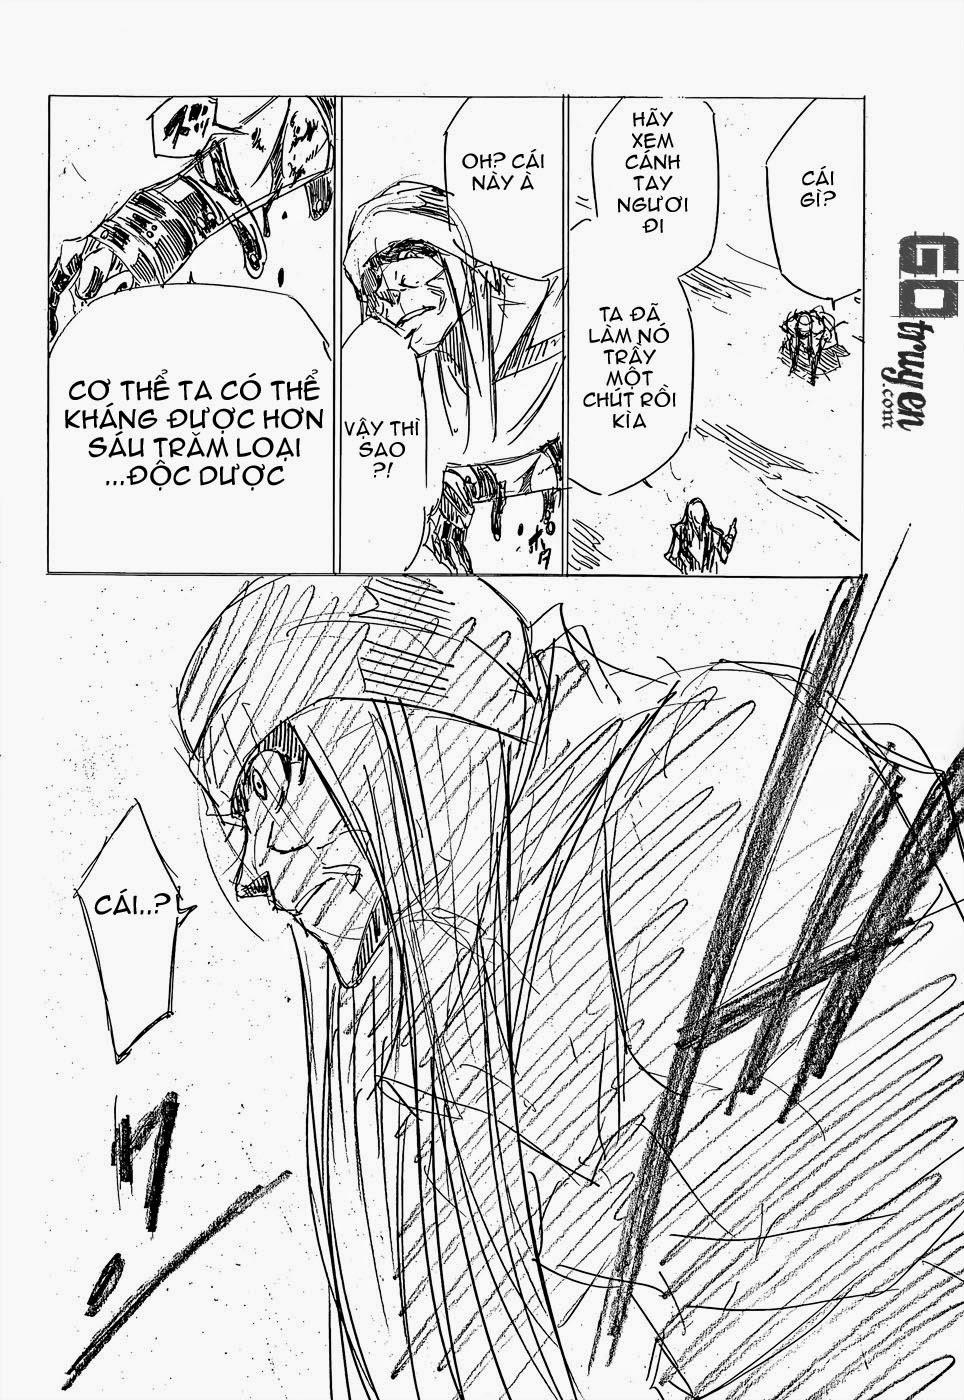 CÁI
GÌ?
HÃY
XEM
CÁNH
TAY
NGƯƠI
ĐI
TA ĐÃ
LÀM NÓ
TRẦY
MỘT
CHÚT RỒI
KÌA
OH? CÁI
NÀY À
VẬY THÌ
SAO
?!
CƠ THỂ TA CÓ THỂ
KHÁNG ĐƯỢC HƠN
SÁU TRĂM LOẠI
...ĐỘC DƯỢC
CÁI..?
GOtruyen.com